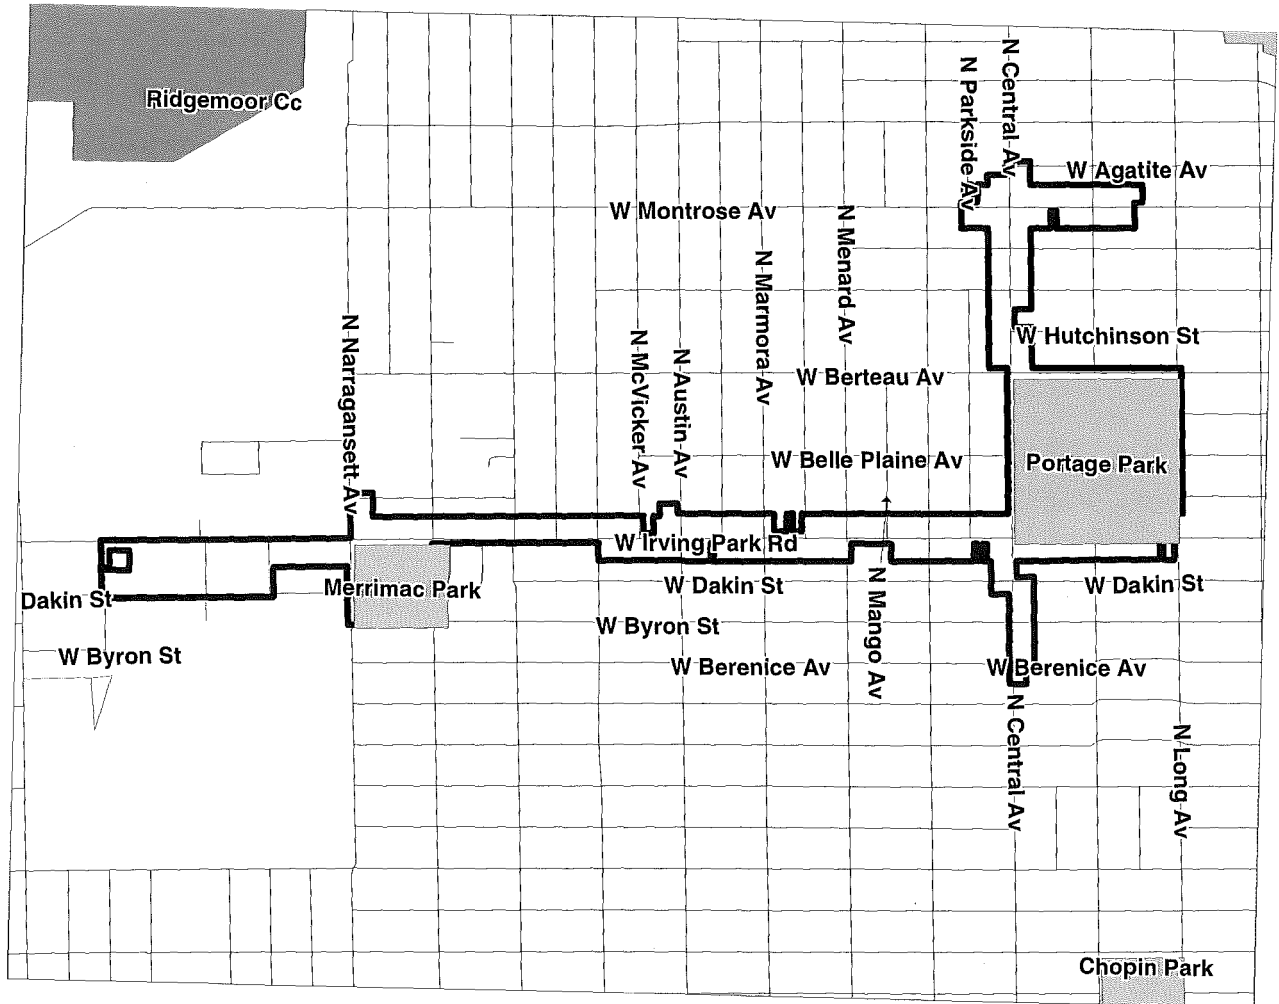 Ridgemoor Cc
N Central Av
N Parkside Av
W Agatite Av
W Montrose Av
N Menard Av
N Marmora Av
N Narragansett Av
N McVicker Av
N Austin Av
W Hutchinson St
W Berteau Av
W Belle Plaine Av
Portage Park
W Irving Park Rd
Merrimac Park
W Dakin St
W Dakin St
Dakin St
N Mango Av
W Byron St
W Byron St
W Berenice Av
W Berenice Av
N Central Av
N Long Av
Chopin Park